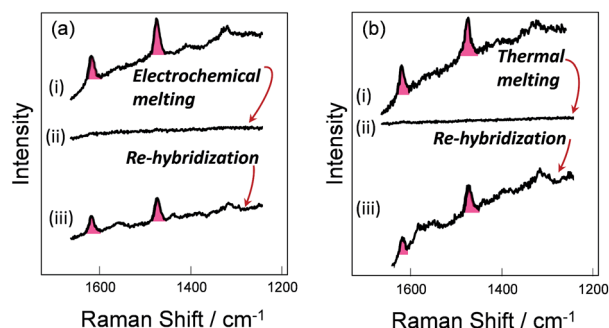 (a)
(i)
Electrochemical
melting
(ii)
Re-hybridization
(iii)
Intensity
1600
1400
1200
Raman Shift / cm-1
(b)
(i)
Thermal
melting
(ii)
Re-hybridization
(iii)
Intensity
1600
1400
1200
Raman Shift / cm-1